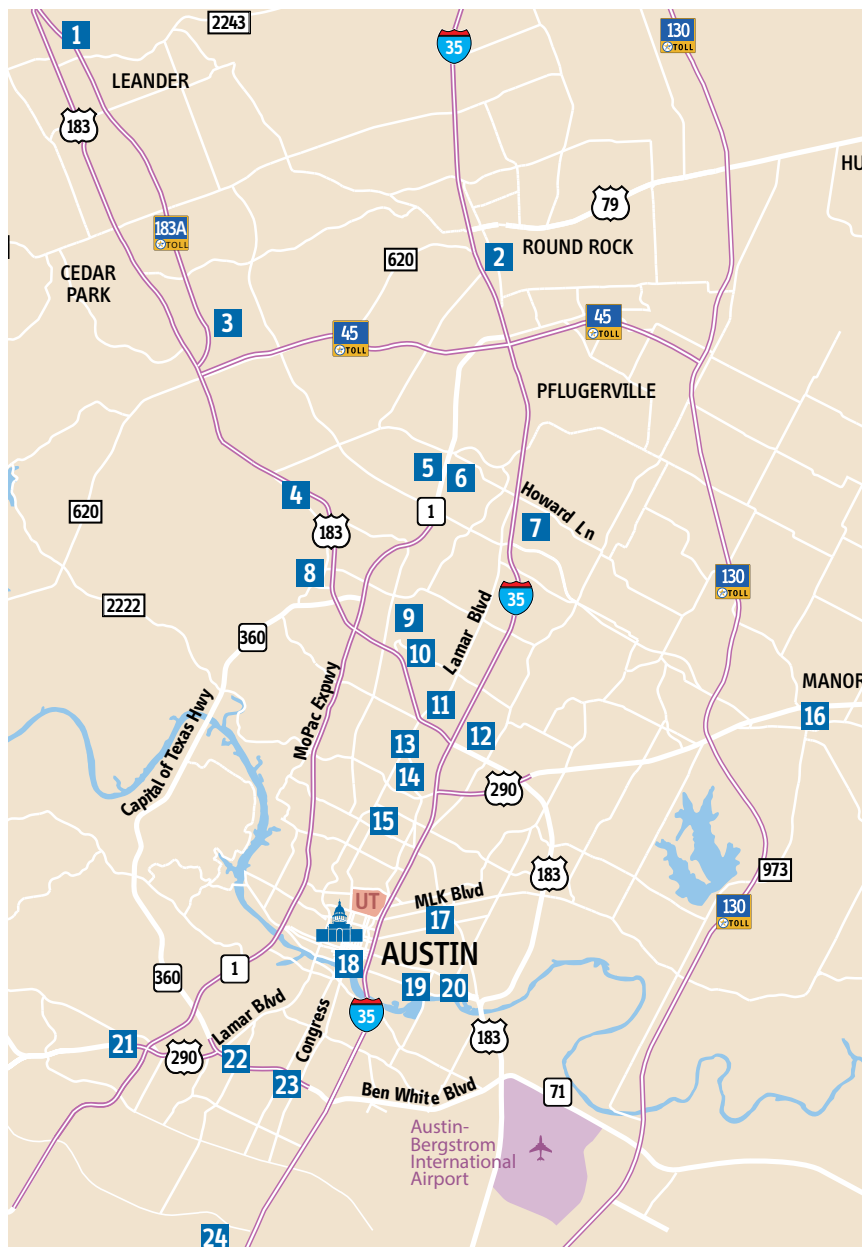 2243
1
35
130
TOLL
LEANDER
183
79
HU
183A
TOLL
2
ROUND ROCK
620
CEDAR
PARK
3
45
TOLL
45
TOLL
PFLUGERVILLE
5
6
4
Howard Ln
620
1
183
7
8
130
TOLL
2222
35
Lamar Blvd
9
360
10
MANOR
Capital of Texas Hwy
MoPac Expwy
11
16
12
13
14
290
15
183
973
UT
MLK Blvd
130
TOLL
17
AUSTIN
18
360
1
19
20
Lamar Blvd
Congress
35
183
21
290
22
23
Ben White Blvd
71
Austin-
Bergstrom
International
Airport
24